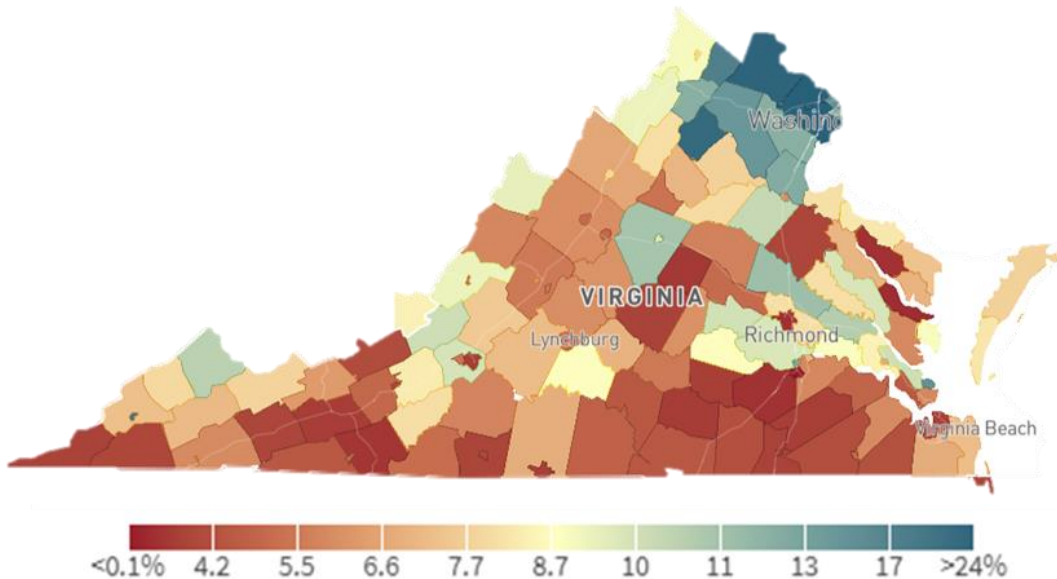 Washin
VIRGINIA
Lynchburg
Richmond
Virginia Beach
<0.1% 4.2 5.5 6.6 7.7 8.7 10 11 13 17 >24%